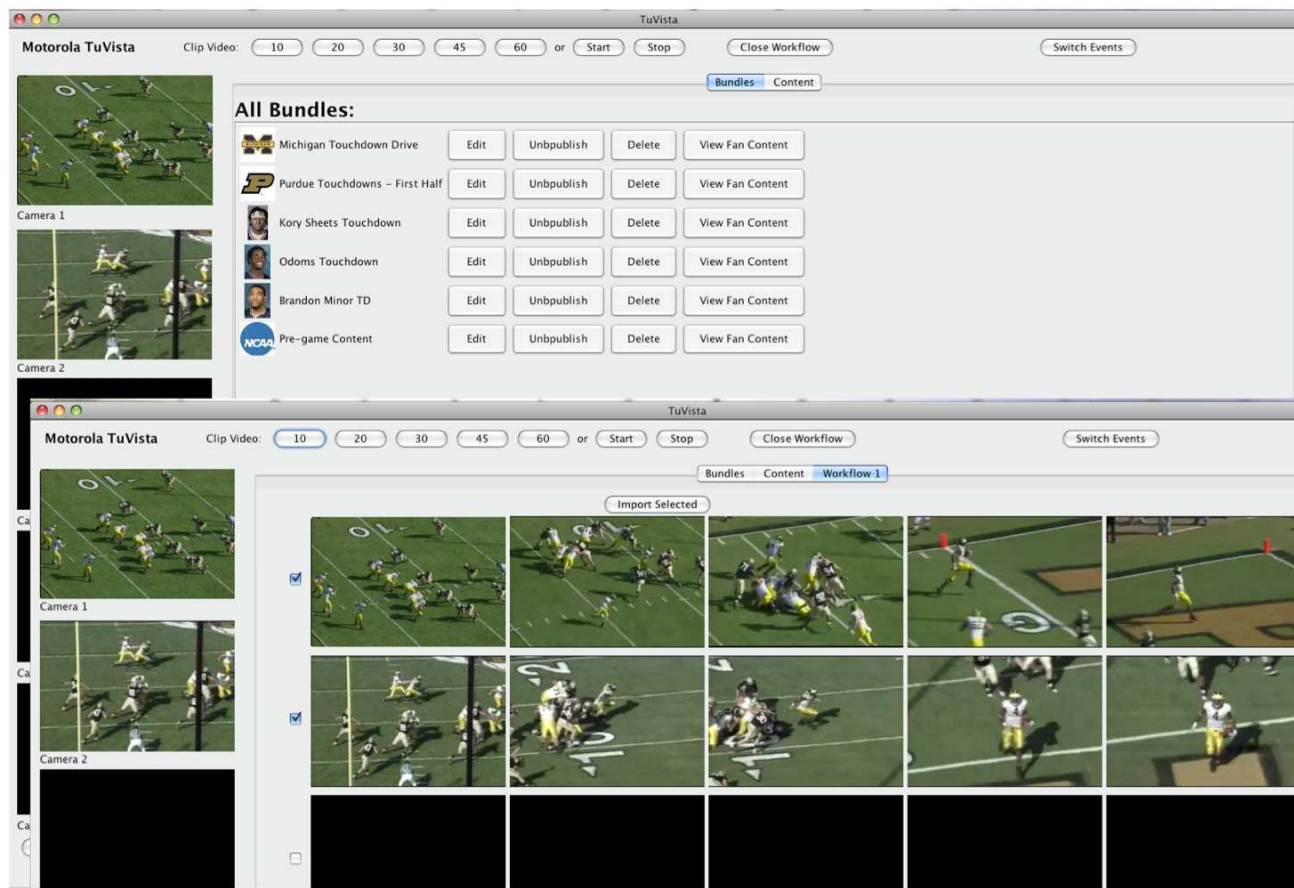 TuVista
Motorola TuVista Clip Video: 10 20 30 45 60 or Start Stop Close Workflow Switch Events
Bundles Content
All Bundles:
Michigan Touchdown Drive Edit Unbpublish Delete View Fan Content
Purdue Touchdowns - First Half Edit Unbpublish Delete View Fan Content
Kory Sheets Touchdown Edit Unbpublish Delete View Fan Content
Odoms Touchdown Edit Unbpublish Delete View Fan Content
Brandon Minor TD Edit Unbpublish Delete View Fan Content
NCAA Pre-game Content Edit Unbpublish Delete View Fan Content
Camera 1
Camera 2
TuVista
Motorola TuVista Clip Video: 10 20 30 45 60 or Start Stop Close Workflow Switch Events
Bundles Content Workflow 1
Import Selected
Camera 1
Camera 2
Ca
Ca
Ca